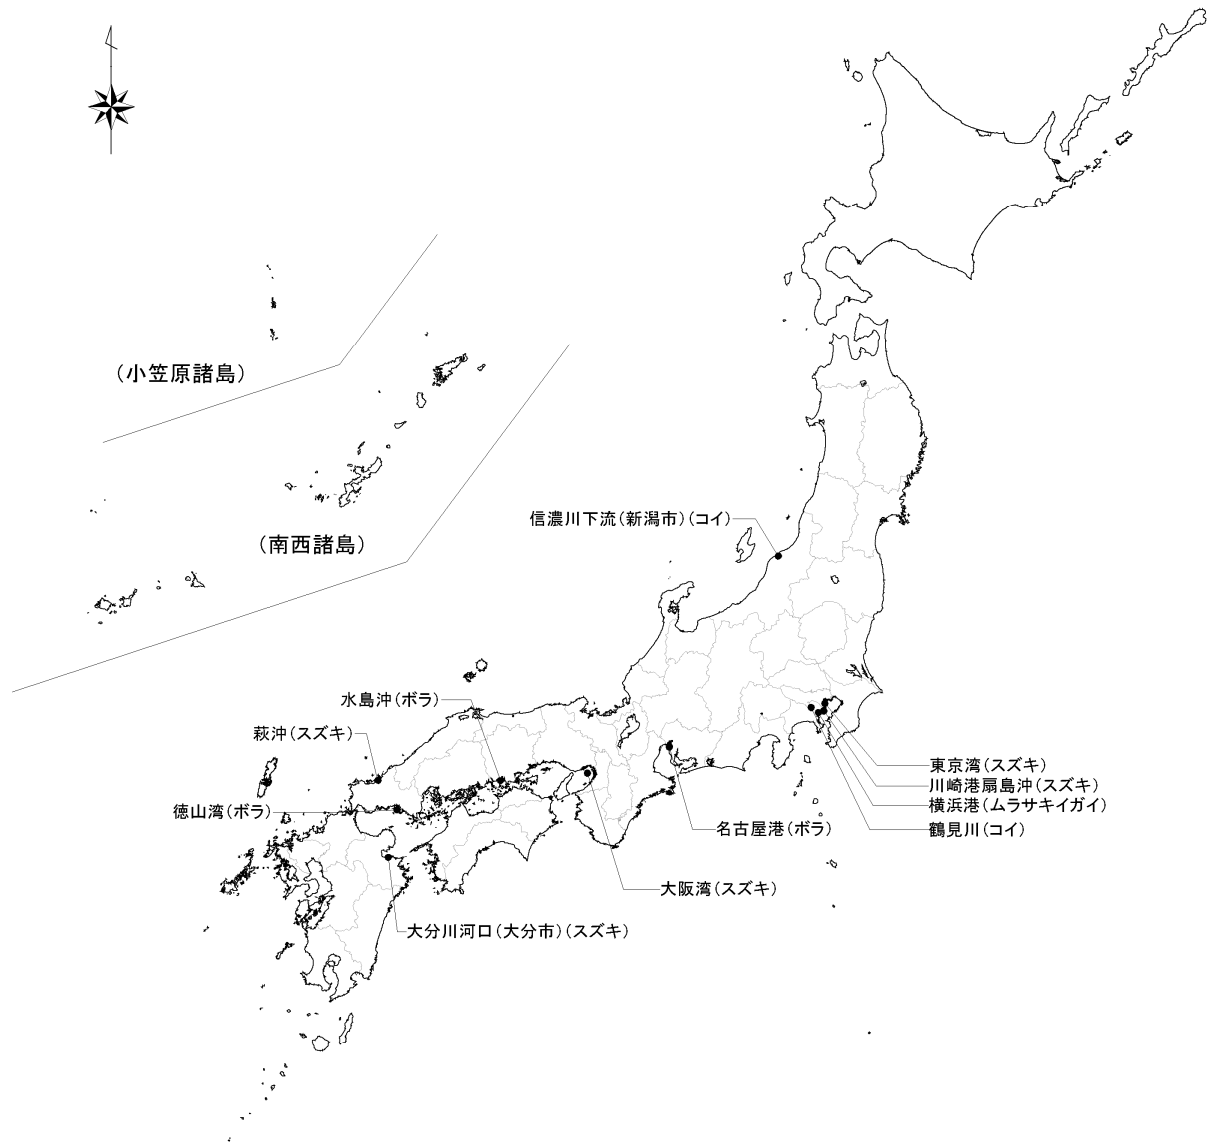 (小笠原諸島)
(南西諸島)
信濃川下流(新潟市)(コイ)
水島沖(ボラ)
萩沖(スズキ)
東京湾(スズキ)
川崎港扇島沖(スズキ)
横浜港(ムラサキイガイ)
徳山湾(ボラ)
名古屋港(ボラ)
鶴見川(コイ)
大阪湾(スズキ)
大分川河口(大分市)(スズキ)